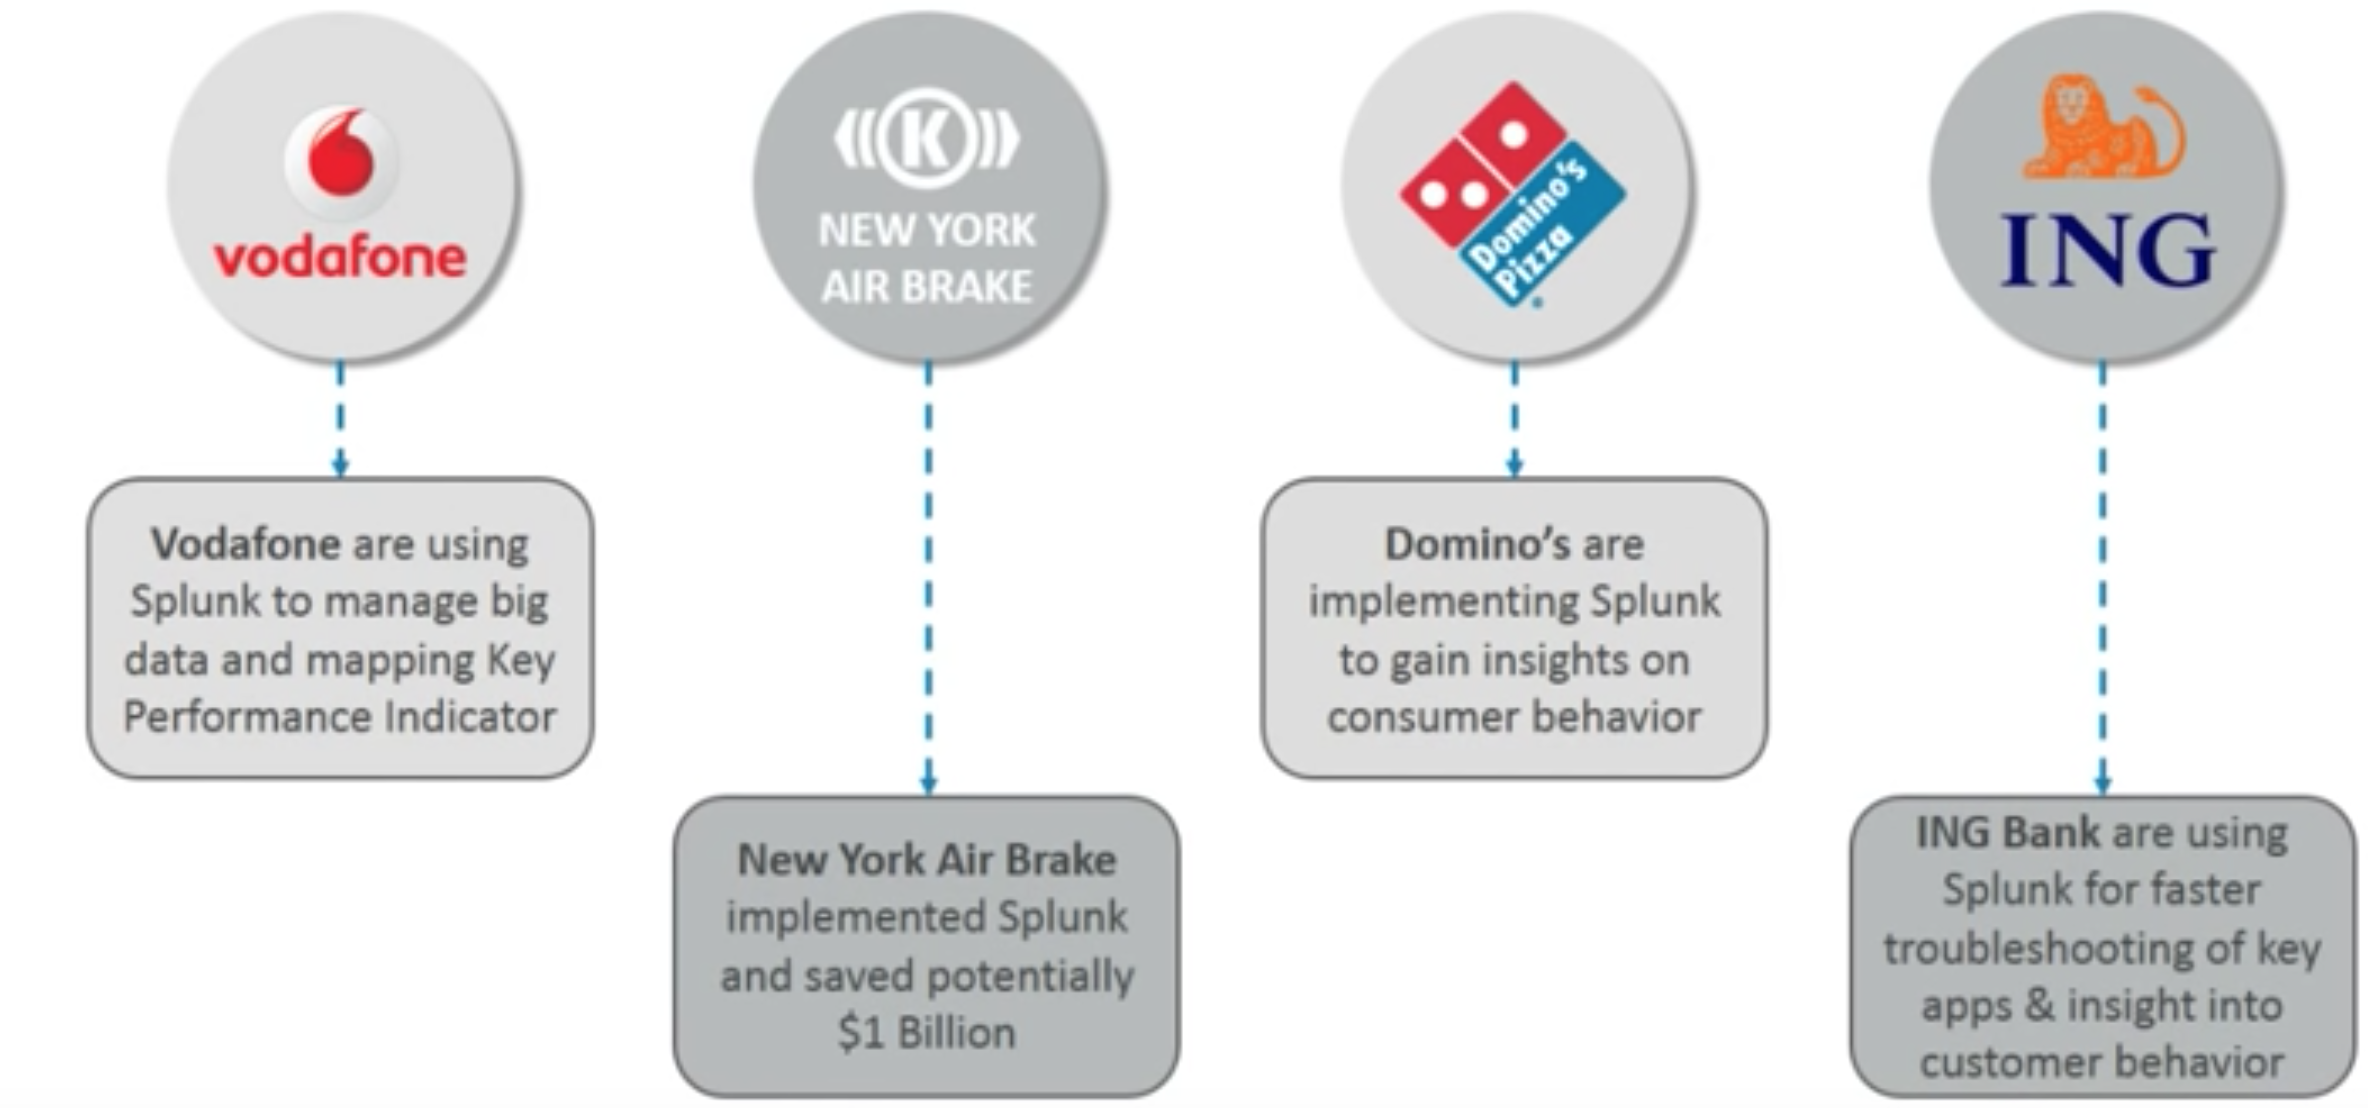 vodafone
K
NEW YORK
AIR BRAKE
Domino's
Pizza
ING
Vodafone are using
Splunk to manage big
data and mapping Key
Performance Indicator
New York Air Brake
implemented Splunk
and saved potentially
$1 Billion
Domino’s are
implementing Splunk
to gain insights on
consumer behavior
ING Bank are using
Splunk for faster
troubleshooting of key
apps & insight into
customer behavior